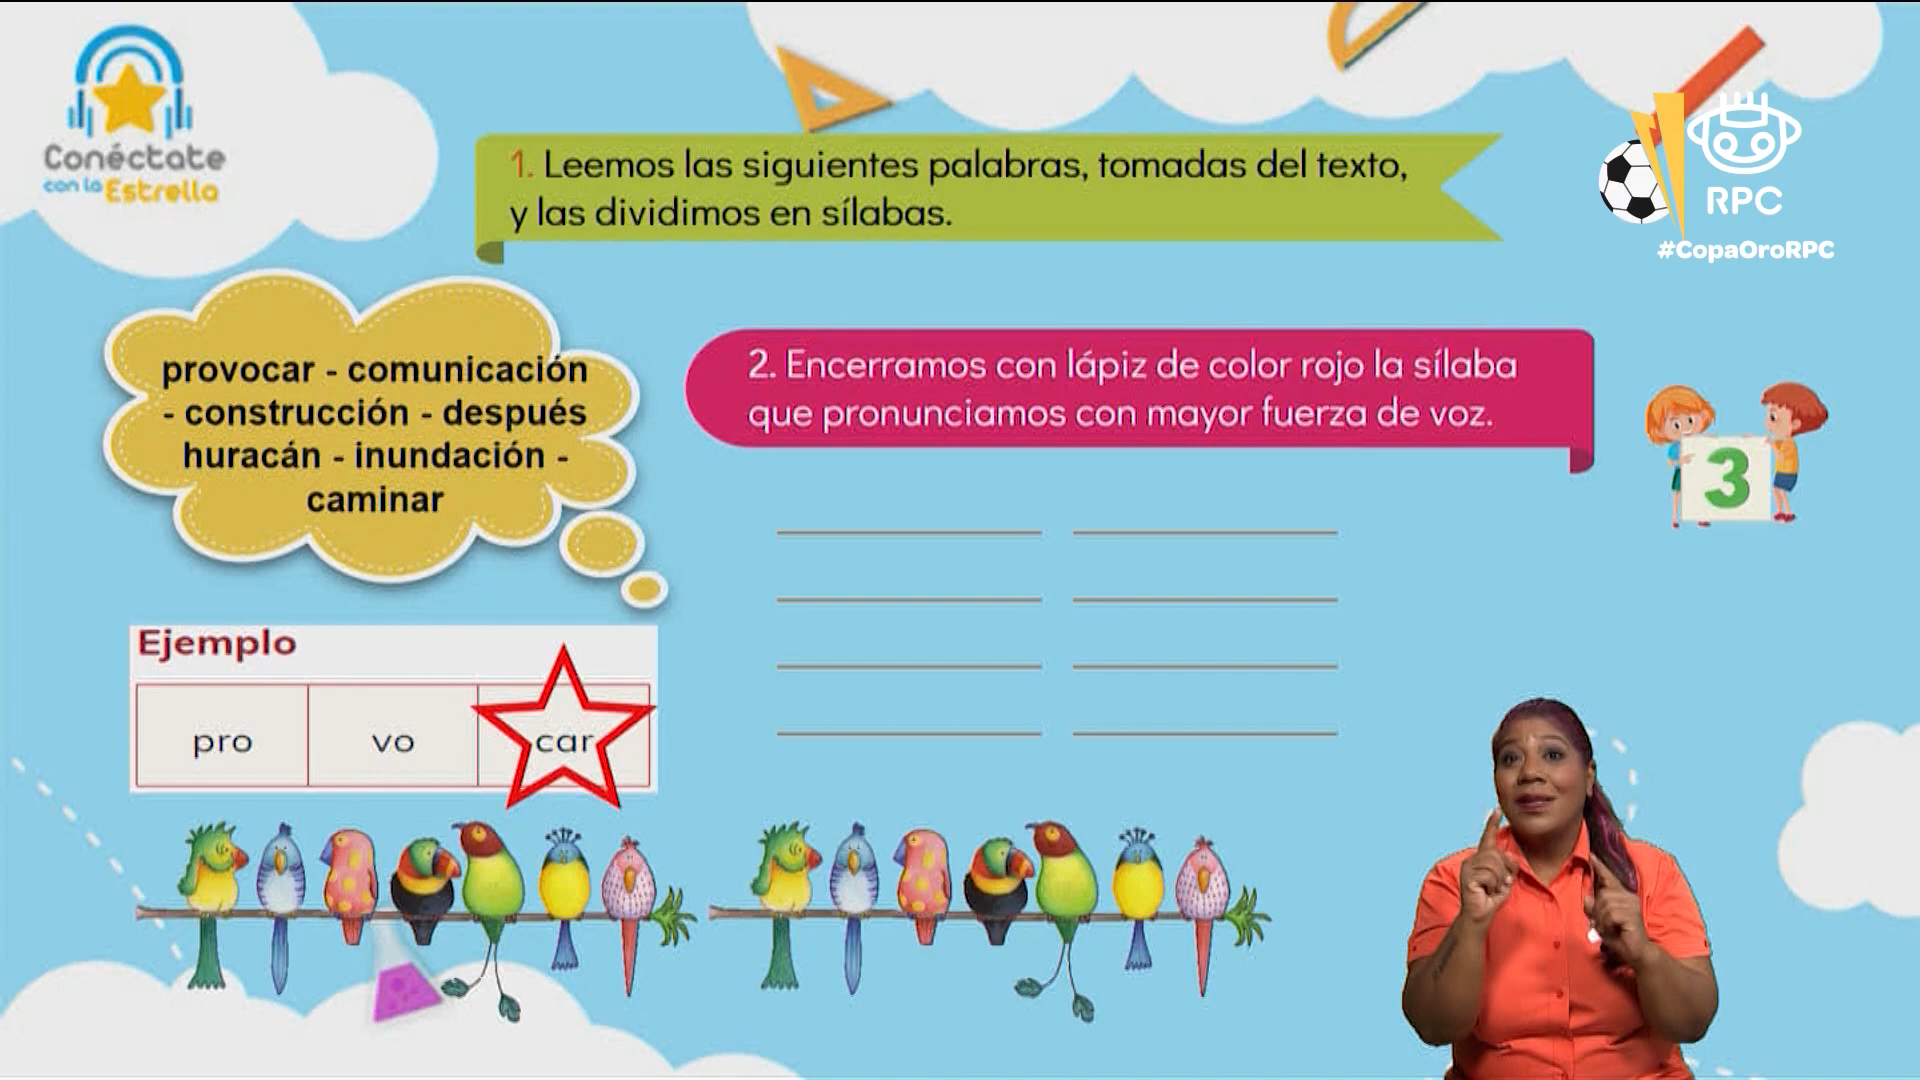 Conéctate
con la Estrella
1. Leemos las siguientes palabras, tomadas del texto,
y las dividimos en sílabas.
RPC
#CopaOroRPC
provocar - comunicación
- construcción - después
huracán - inundación -
caminar
2. Encerramos con lápiz de color rojo la sílaba
que pronunciamos con mayor fuerza de voz.
3
Ejemplo
pro vo car